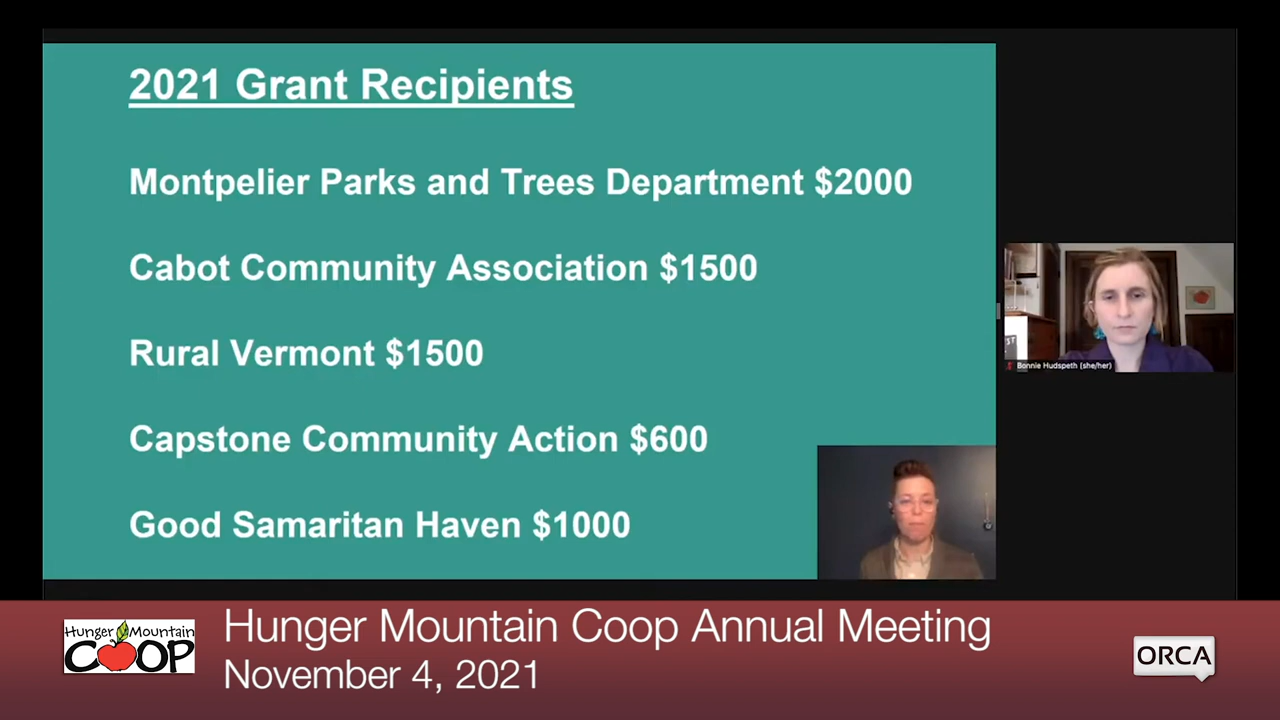 2021 Grant Recipients
Montpelier Parks and Trees Department $2000
Cabot Community Association $1500
Rural Vermont $1500
Capstone Community Action $600
Good Samaritan Haven $1000
ST
Bonnie Hudspeth (she/her)
Hunger Mountain
COOP
Hunger Mountain Coop Annual Meeting
November 4, 2021
ORCA